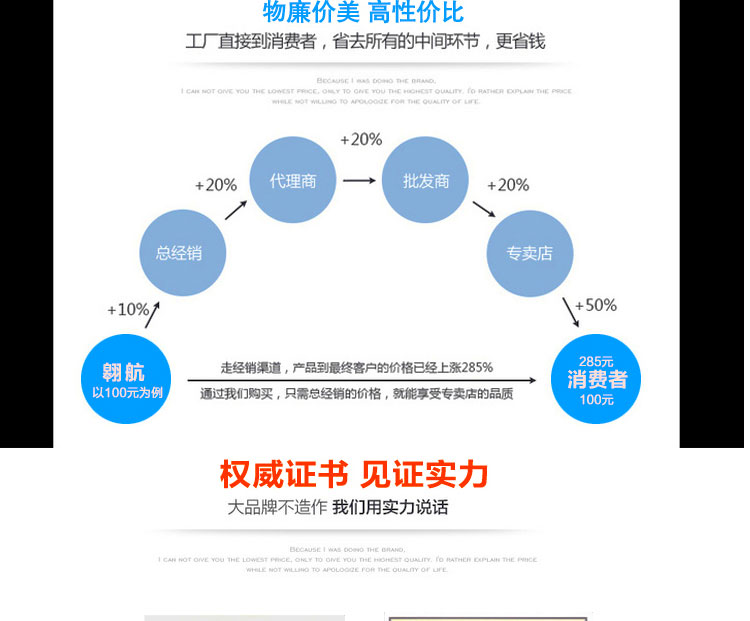 物廉价美 高性价比
工厂直接到消费者，省去所有的中间环节，更省钱
BECAUSE I WAS DOING THE BRAND,
I CAN NOT GIVE YOU THE LOWEST PRICE, ONLY TO GIVE YOU THE HIGHEST QUALITY. I'D RATHER EXPLAIN THE PRICE
WHILE NOT WILLING TO APOLOGIZE FOR THE QUALITY OF LIFE.
+20%
代理商
批发商
+20%
+20%
总经销
专卖店
+10%
+50%
翱航
以100元为例
走经销渠道，产品到最终客户的价格已经上涨285%
通过我们购买，只需总经销的价格，就能享受专卖店的品质
285元
消费者
100元
权威证书 见证实力
大品牌不造作 我们用实力说话
BECAUSE I WAS DOING THE BRAND,
I CAN NOT GIVE YOU THE LOWEST PRICE, ONLY TO GIVE YOU THE HIGHEST QUALITY. I'D RATHER EXPLAIN THE PRICE
WHILE NOT WILLING TO APOLOGIZE FOR THE QUALITY OF LIFE.